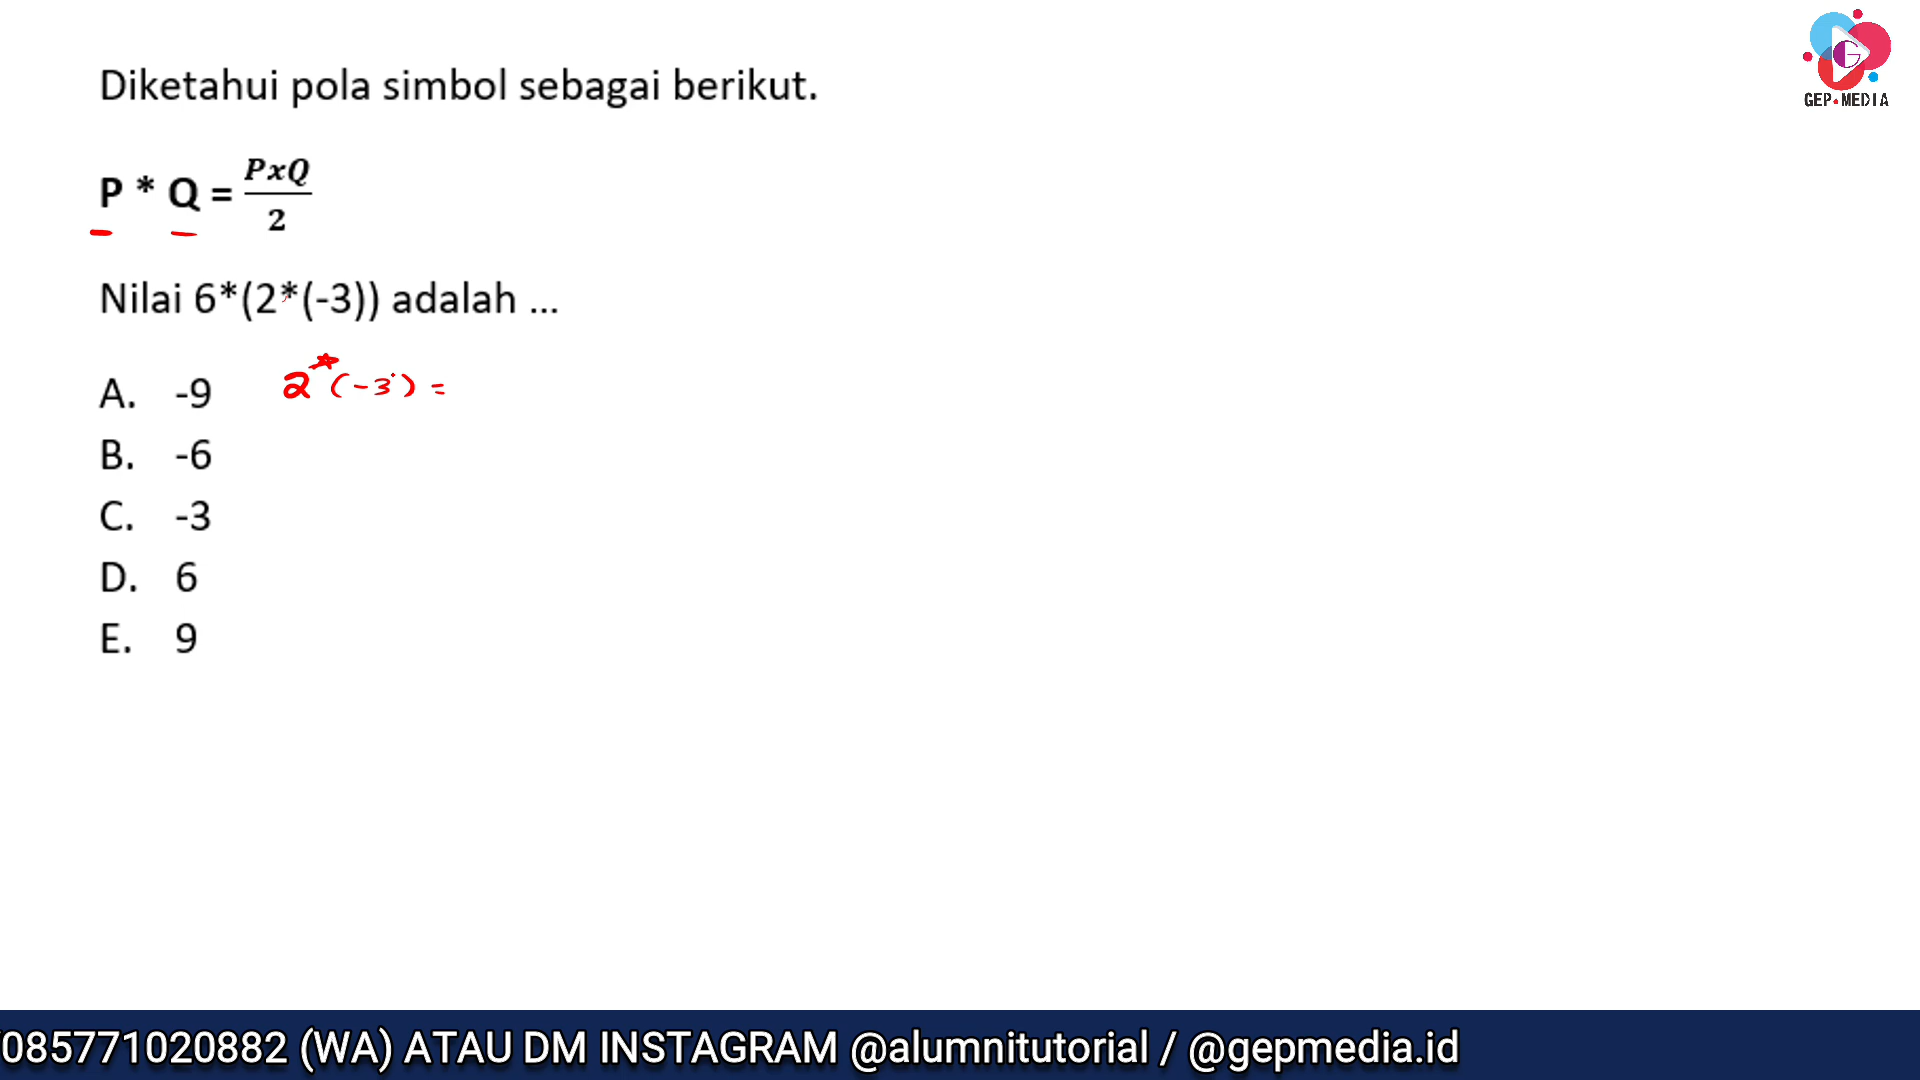 GEP•MEDIA
Diketahui pola simbol sebagai berikut.
P * Q = PxQ/2
Nilai 6*(2*(-3)) adalah ...
A. -9
2*(-3) =
B. -6
C. -3
D. 6
E. 9
085771020882 (WA) ATAU DM INSTAGRAM @alumnitutorial / @gepmedia.id